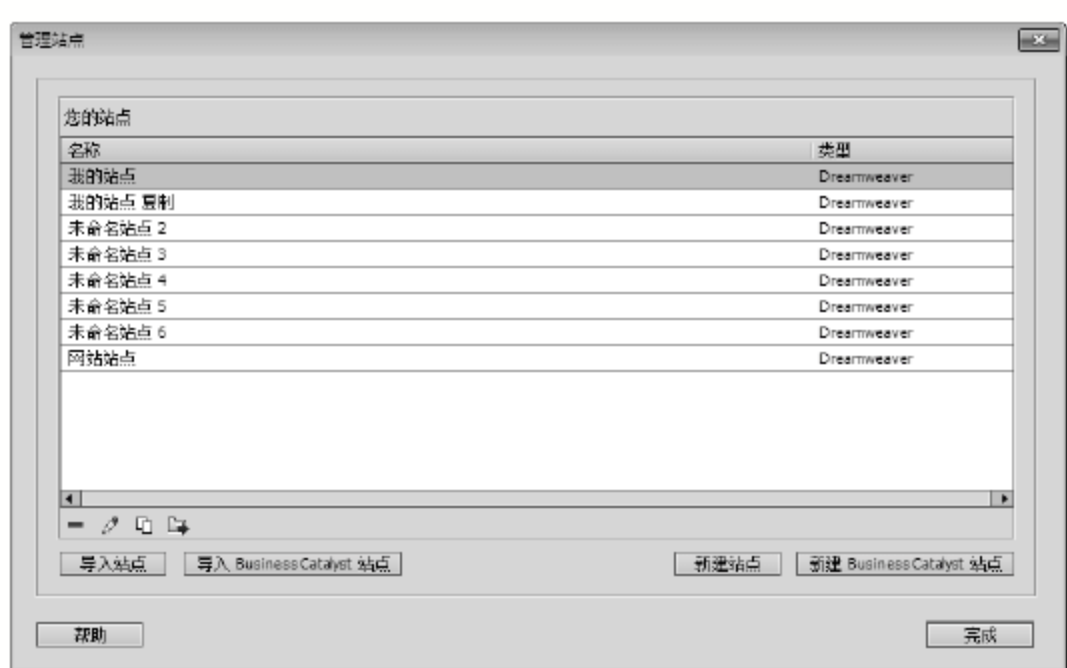 管理站点
您的站点
名称 类型
我的站点 Dreamweaver
我的站点 复制 Dreamweaver
未命名站点 2 Dreamweaver
未命名站点 3 Dreamweaver
未命名站点 4 Dreamweaver
未命名站点 5 Dreamweaver
未命名站点 6 Dreamweaver
网站站点 Dreamweaver
导入站点 导入 Business Catalyst 站点 新建站点 新建 Business Catalyst 站点
帮助 完成